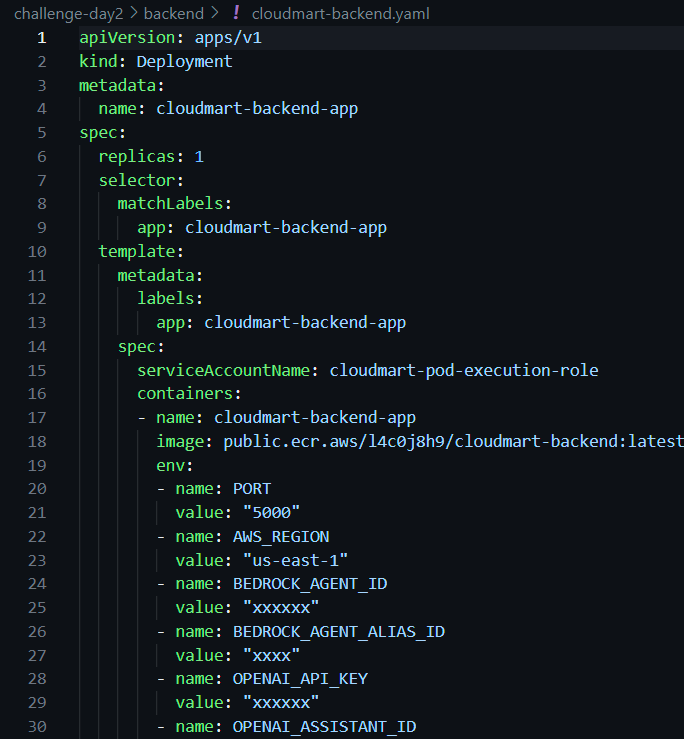 challenge-day2 > backend > ! cloudmart-backend.yaml
1 apiVersion: apps/v1
2 kind: Deployment
3 metadata:
4   name: cloudmart-backend-app
5 spec:
6   replicas: 1
7   selector:
8     matchLabels:
9       app: cloudmart-backend-app
10   template:
11     metadata:
12       labels:
13         app: cloudmart-backend-app
14     spec:
15       serviceAccountName: cloudmart-pod-execution-role
16       containers:
17       - name: cloudmart-backend-app
18         image: public.ecr.aws/l4c0j8h9/cloudmart-backend:latest
19         env:
20         - name: PORT
21           value: "5000"
22         - name: AWS_REGION
23           value: "us-east-1"
24         - name: BEDROCK_AGENT_ID
25           value: "xxxxxx"
26         - name: BEDROCK_AGENT_ALIAS_ID
27           value: "xxxx"
28         - name: OPENAI_API_KEY
29           value: "xxxxxx"
30         - name: OPENAI_ASSISTANT_ID